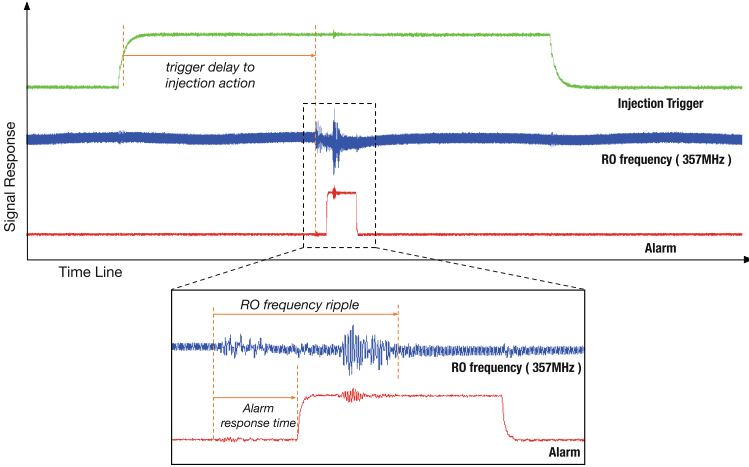 trigger delay to
injection action
Injection Trigger
Signal Response
RO frequency ( 357MHz )
Alarm
Time Line
RO frequency ripple
RO frequency ( 357MHz )
Alarm
response time
Alarm